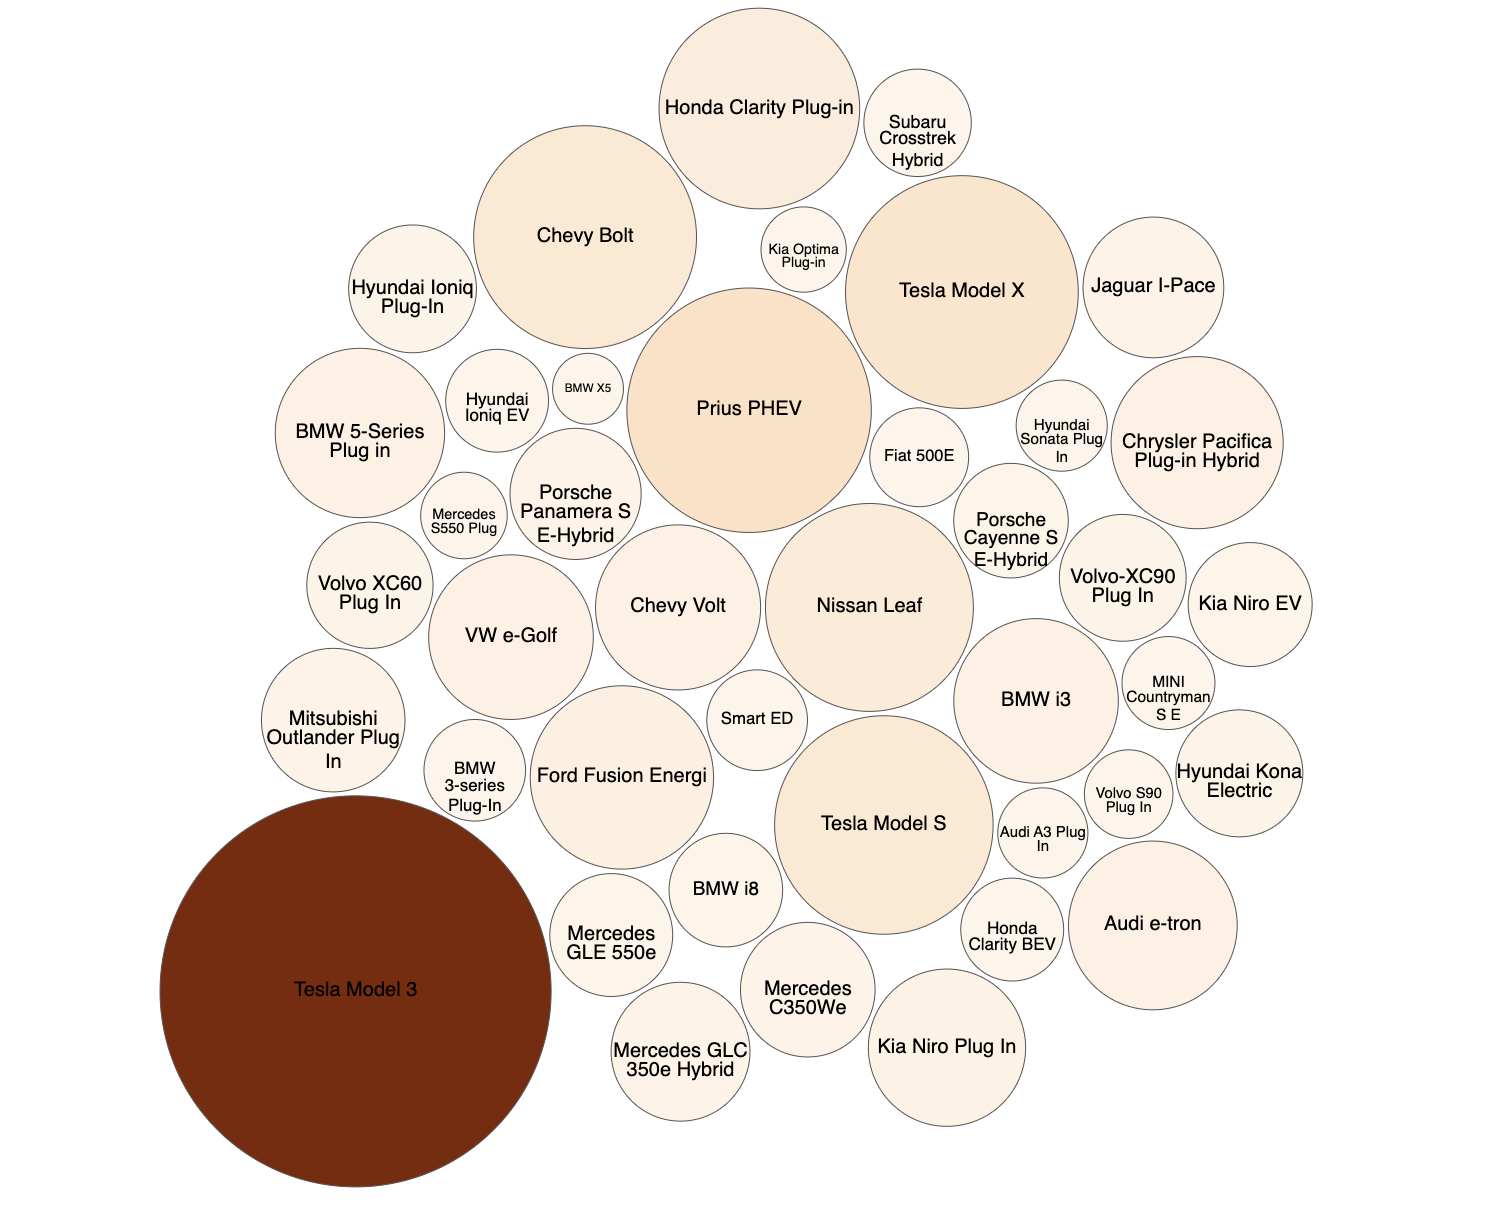 Honda Clarity Plug-in
Subaru
Crosstrek
Hybrid
Chevy Bolt
Kia Optima
Plug-in
Tesla Model X
Jaguar I-Pace
Hyundai Ioniq
Plug-In
BMW X5
Hyundai
Ioniq EV
Prius PHEV
BMW 5-Series
Plug in
Fiat 500E
Hyundai
Sonata Plug
In
Chrysler Pacifica
Plug-in Hybrid
Mercedes
S550 Plug
Porsche
Panamera S
E-Hybrid
Porsche
Cayenne S
E-Hybrid
Volvo XC60
Plug In
VW e-Golf
Chevy Volt
Nissan Leaf
Volvo-XC90
Plug In
Kia Niro EV
Mitsubishi
Outlander Plug
In
Smart ED
BMW i3
MINI
Countryman
S E
BMW
3-series
Plug-In
Ford Fusion Energi
Tesla Model S
Volvo S90
Plug In
Hyundai Kona
Electric
Audi A3 Plug
In
BMW i8
Mercedes
GLE 550e
Honda
Clarity BEV
Audi e-tron
Tesla Model 3
Mercedes
C350We
Mercedes GLC
350e Hybrid
Kia Niro Plug In